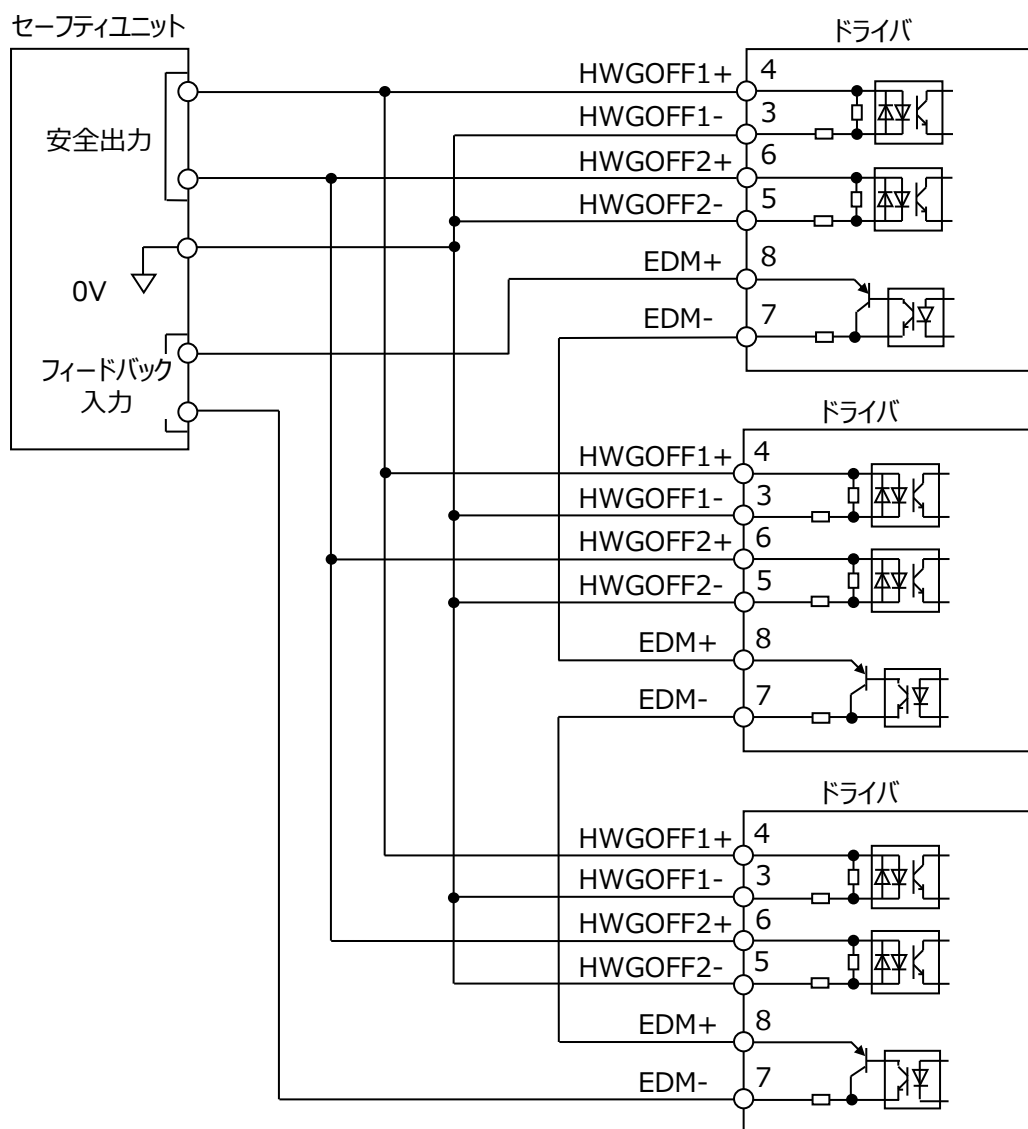 セーフティユニット
安全出力
0V
フィードバック
入力
ドライバ
HWGOFF1+ 4
HWGOFF1- 3
HWGOFF2+ 6
HWGOFF2- 5
EDM+ 8
EDM- 7
ドライバ
HWGOFF1+ 4
HWGOFF1- 3
HWGOFF2+ 6
HWGOFF2- 5
EDM+ 8
EDM- 7
ドライバ
HWGOFF1+ 4
HWGOFF1- 3
HWGOFF2+ 6
HWGOFF2- 5
EDM+ 8
EDM- 7